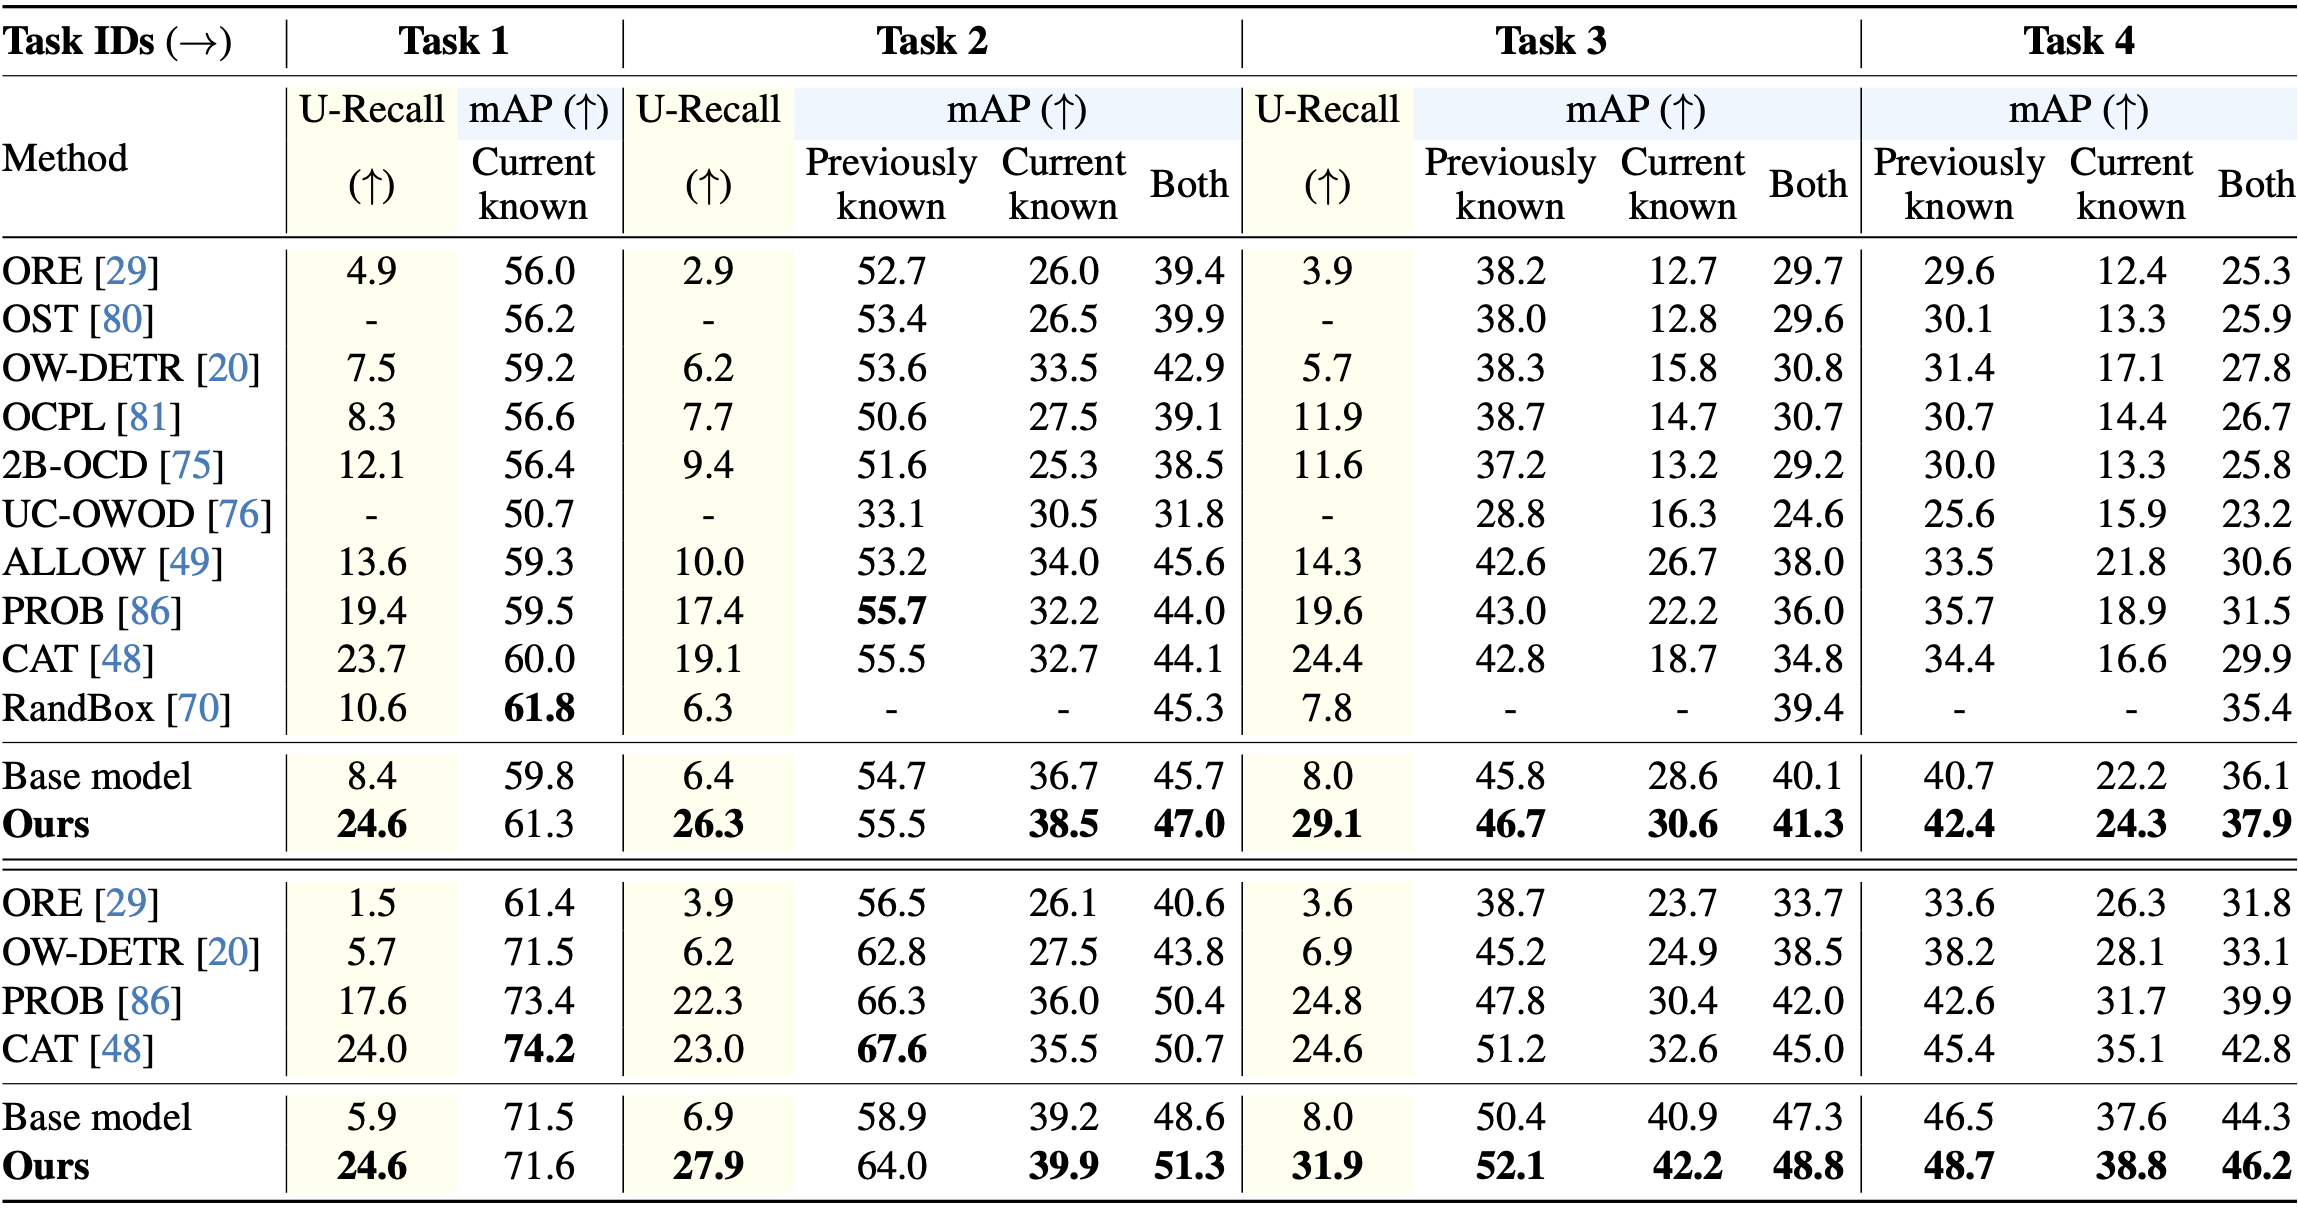 Task IDs (→) Task 1 Task 2 Task 3 Task 4
U-Recall mAP (↑) U-Recall mAP (↑) U-Recall mAP (↑) mAP (↑)
Method (↑) Current known (↑) Previously known Current known Both (↑) Previously known Current known Both Previously known Current known Both
ORE [29] 4.9 56.0 2.9 52.7 26.0 39.4 3.9 38.2 12.7 29.7 29.6 12.4 25.3
OST [80] - 56.2 - 53.4 26.5 39.9 - 38.0 12.8 29.6 30.1 13.3 25.9
OW-DETR [20] 7.5 59.2 6.2 53.6 33.5 42.9 5.7 38.3 15.8 30.8 31.4 17.1 27.8
OCPL [81] 8.3 56.6 7.7 50.6 27.5 39.1 11.9 38.7 14.7 30.7 30.7 14.4 26.7
2B-OCD [75] 12.1 56.4 9.4 51.6 25.3 38.5 11.6 37.2 13.2 29.2 30.0 13.3 25.8
UC-OWOD [76] - 50.7 - 33.1 30.5 31.8 - 28.8 16.3 24.6 25.6 15.9 23.2
ALLOW [49] 13.6 59.3 10.0 53.2 34.0 45.6 14.3 42.6 26.7 38.0 33.5 21.8 30.6
PROB [86] 19.4 59.5 17.4 55.7 32.2 44.0 19.6 43.0 22.2 36.0 35.7 18.9 31.5
CAT [48] 23.7 60.0 19.1 55.5 32.7 44.1 24.4 42.8 18.7 34.8 34.4 16.6 29.9
RandBox [70] 10.6 61.8 6.3 - - 45.3 7.8 - - 39.4 - - 35.4
Base model 8.4 59.8 6.4 54.7 36.7 45.7 8.0 45.8 28.6 40.1 40.7 22.2 36.1
Ours 24.6 61.3 26.3 55.5 38.5 47.0 29.1 46.7 30.6 41.3 42.4 24.3 37.9
ORE [29] 1.5 61.4 3.9 56.5 26.1 40.6 3.6 38.7 23.7 33.7 33.6 26.3 31.8
OW-DETR [20] 5.7 71.5 6.2 62.8 27.5 43.8 6.9 45.2 24.9 38.5 38.2 28.1 33.1
PROB [86] 17.6 73.4 22.3 66.3 36.0 50.4 24.8 47.8 30.4 42.0 42.6 31.7 39.9
CAT [48] 24.0 74.2 23.0 67.6 35.5 50.7 24.6 51.2 32.6 45.0 45.4 35.1 42.8
Base model 5.9 71.5 6.9 58.9 39.2 48.6 8.0 50.4 40.9 47.3 46.5 37.6 44.3
Ours 24.6 71.6 27.9 64.0 39.9 51.3 31.9 52.1 42.2 48.8 48.7 38.8 46.2